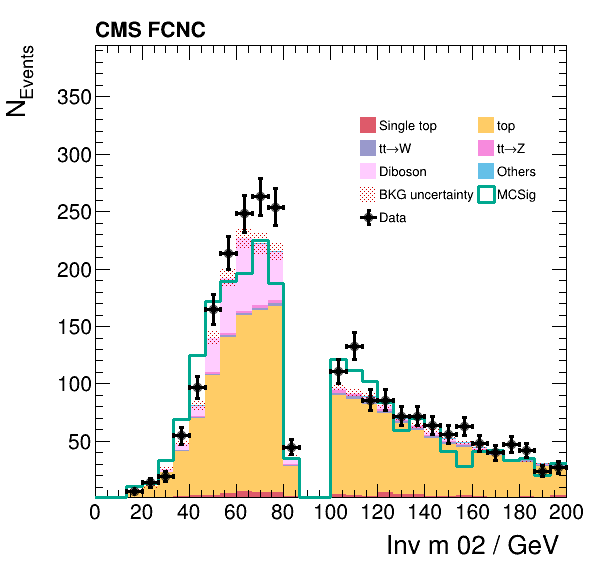 CMS FCNC
N_Events
350
300
250
200
150
100
50
Single top
top
tt→W
tt→Z
Diboson
Others
BKG uncertainty
MCSig
Data
0 20 40 60 80 100 120 140 160 180 200
Inv m 02 / GeV